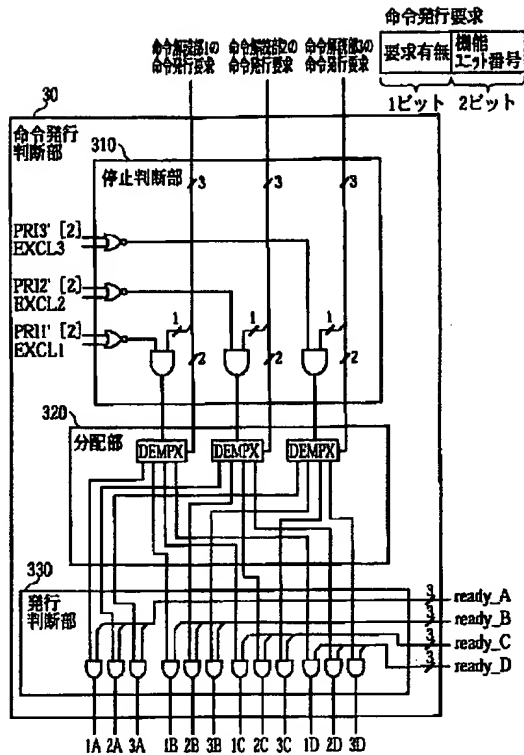 命令発行要求
要求有無
機能
ユニット番号
1ビット 2ビット
命令解読部1の
命令発行要求
命令解読部2の
命令発行要求
命令解読部3の
命令発行要求
30
命令発行
判断部
310
停止判断部
3 3 3
PRI3' [2]
EXCL3
PRI2' [2]
EXCL2
PRI1' [2]
EXCL1
1 1 1
2 2 2
320
分配部
DEMPX DEMPX DEMPX
330
発行
判断部
3 ready_A
3 ready_B
3 ready_C
3 ready_D
1A 2A 3A 1B 2B 3B 1C 2C 3C 1D 2D 3D